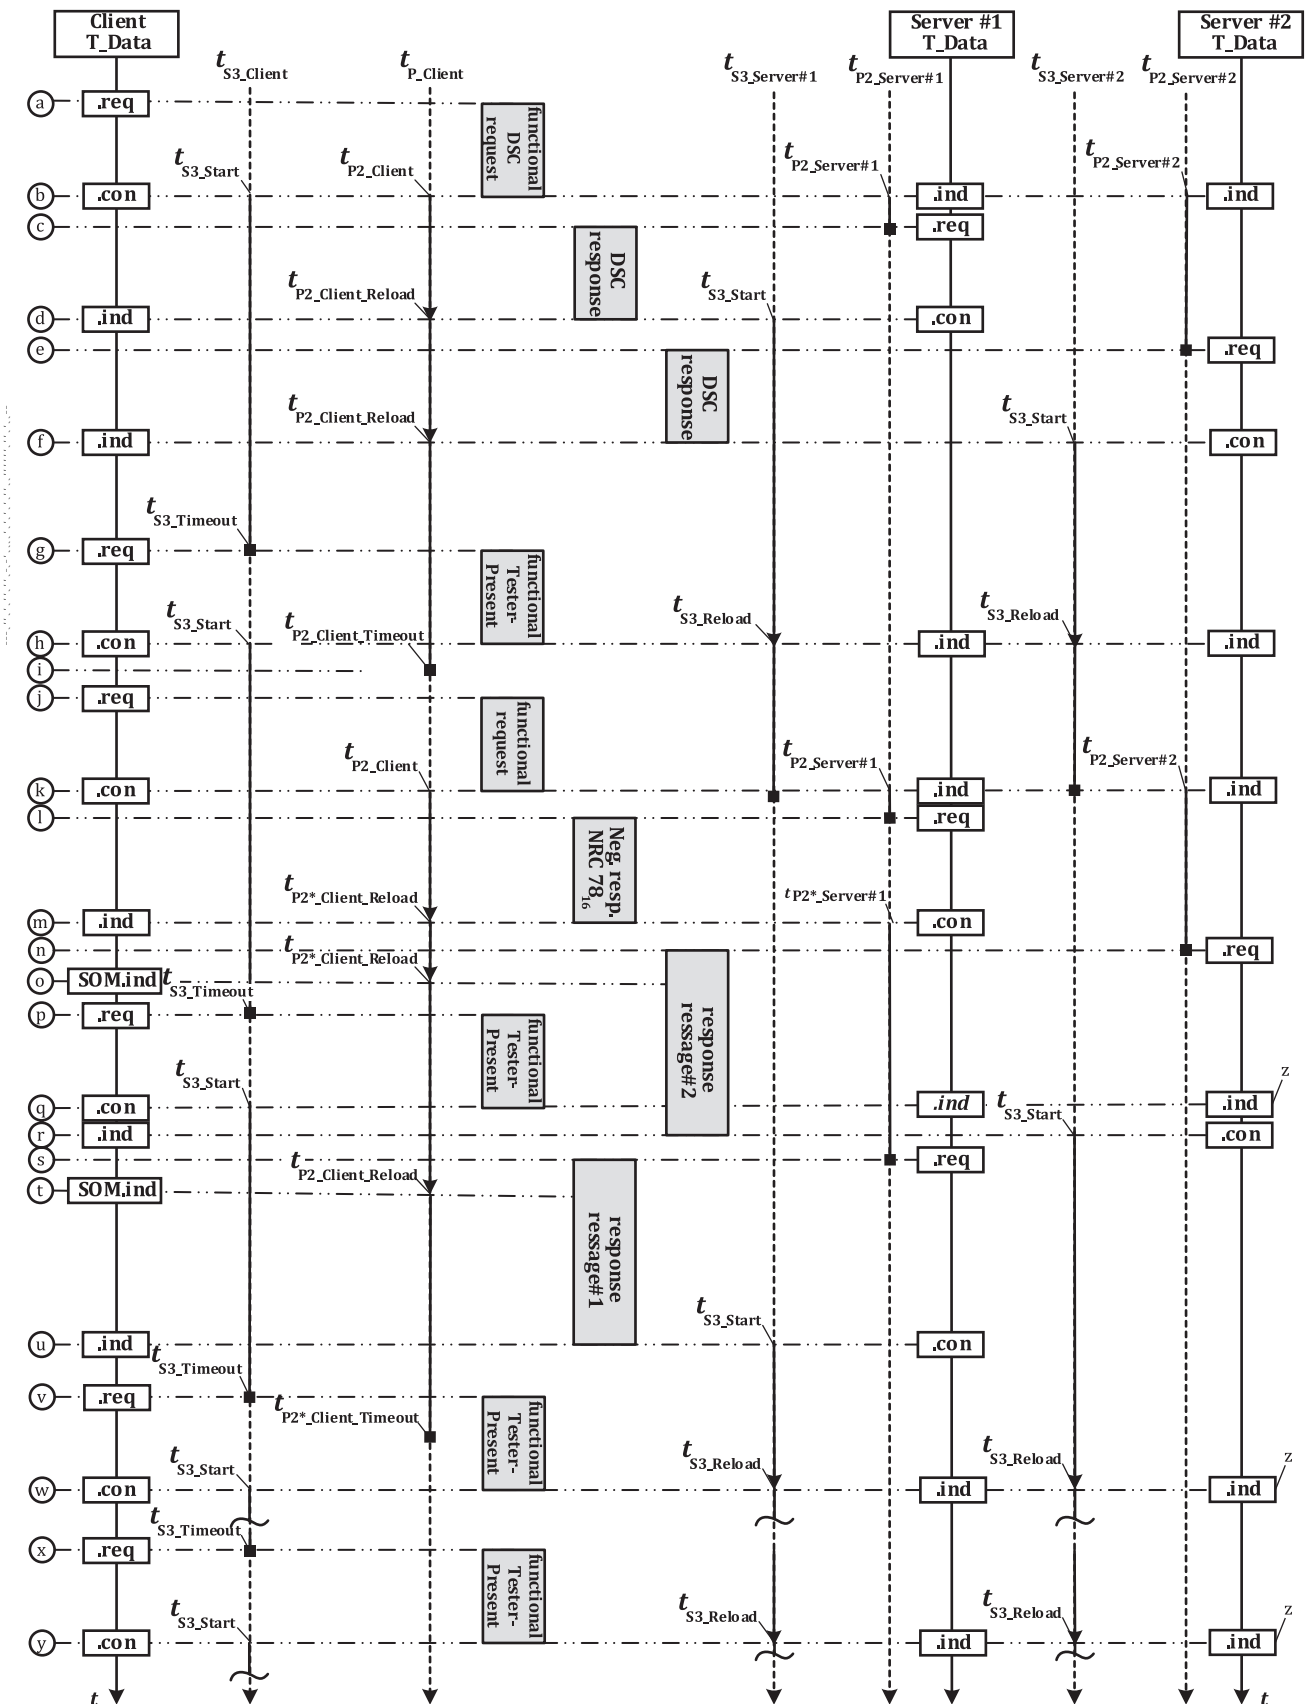 Client
T_Data
Server #1
T_Data
Server #2
T_Data
t S3_Client
t P_Client
t S3_Server#1
t P2_Server#1
t S3_Server#2
t P2_Server#2
a
.req
functional
DSC
request
t S3_Start
t P2_Client
t P2_Server#1
t P2_Server#2
b
.con
.ind
.ind
c
.req
DSC
response
t P2_Client_Reload
t S3_Start
d
.ind
.con
e
.req
DSC
response
t P2_Client_Reload
t S3_Start
f
.ind
.con
t S3_Timeout
g
.req
functional
Tester-
Present
t S3_Start
t P2_Client_Timeout
t S3_Reload
t S3_Reload
h
.con
.ind
.ind
i
j
.req
functional
request
t P2_Client
t P2_Server#1
t P2_Server#2
k
.con
.ind
.ind
l
.req
Neg. resp.
NRC 78 16
t P2*_Client_Reload
t P2*_Server#1
m
.ind
.con
n
.req
t P2*_Client_Reload
o
SOM.ind
response
ressage#2
t S3_Timeout
p
.req
functional
Tester-
Present
t S3_Start
z
q
.con
.ind
t S3_Start
.ind
r
.ind
.con
s
.req
t P2_Client_Reload
t
SOM.ind
response
ressage#1
t S3_Start
u
.ind
.con
t S3_Timeout
v
.req
functional
Tester-
Present
t P2*_Client_Timeout
t S3_Start
t S3_Reload
t S3_Reload
z
w
.con
.ind
.ind
t S3_Timeout
x
.req
functional
Tester-
Present
t S3_Start
t S3_Reload
t S3_Reload
z
y
.con
.ind
.ind
t
t